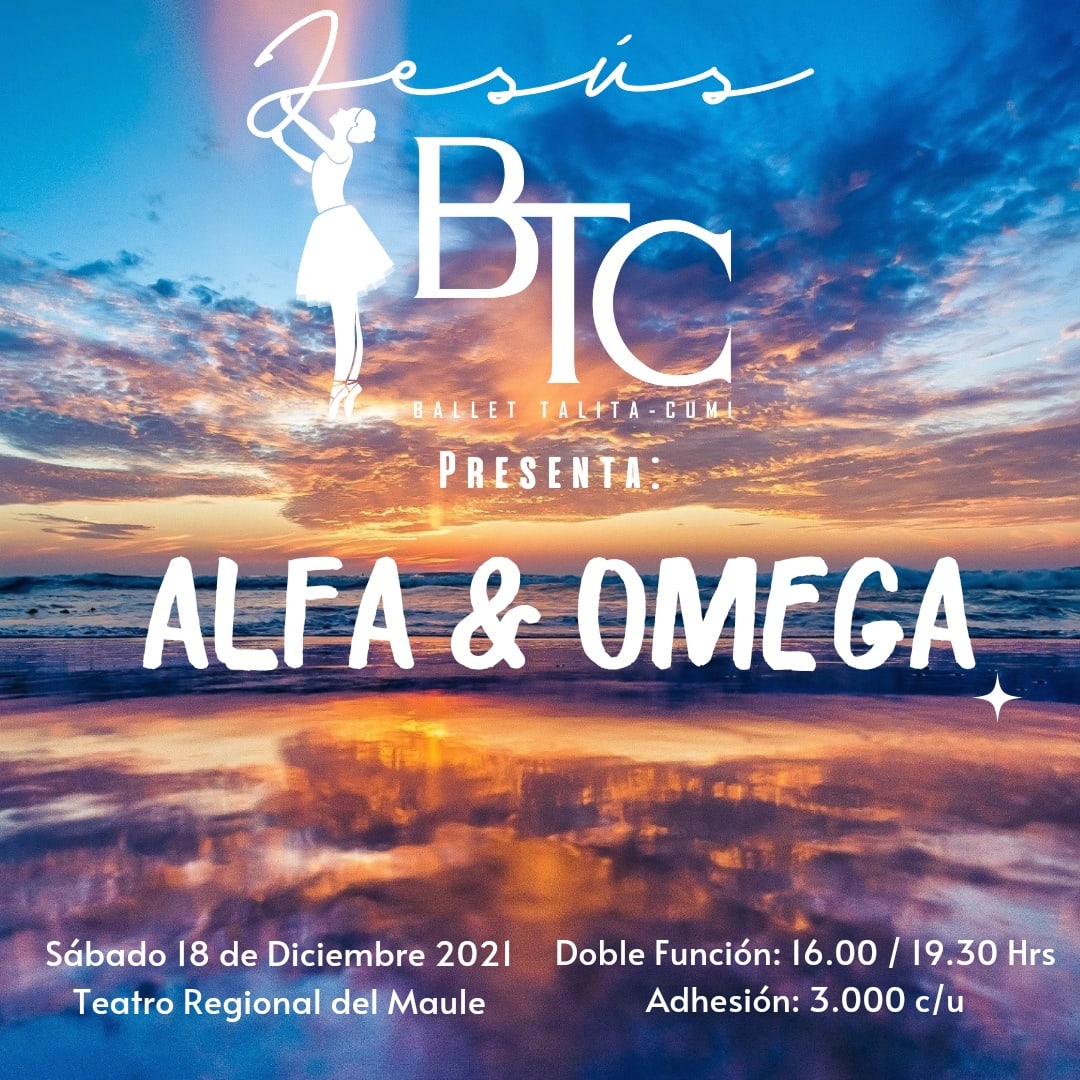 Jesús
BTC
BALLET TALITA-CUMI
PRESENTA:
ALFA & OMEGA
Sábado 18 de Diciembre 2021
Teatro Regional del Maule
Doble Función: 16.00 / 19.30 Hrs
Adhesión: 3.000 c/u